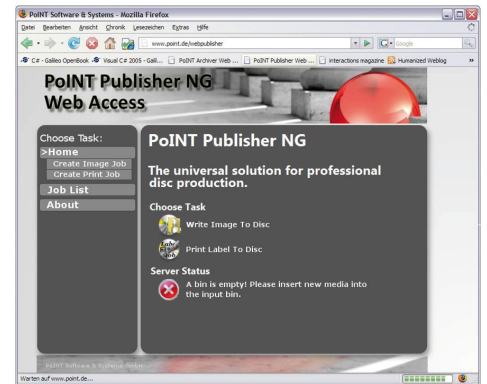 PoINT Software & Systems - Mozilla Firefox
Datei Bearbeiten Ansicht Chronik Lesezeichen Extras Hilfe
www.point.de/webpublisher
Google
C# - Galileo OpenBook Visual C# 2005 - Gali... PoINT Archiver Web ... PoINT Publisher Web ... interactions magazine Humanized Weblog »
PoINT Publisher NG
Web Access
Choose Task:
>Home
Create Image Job
Create Print Job
Job List
About
PoINT Publisher NG
The universal solution for professional
disc production.
Choose Task
Write Image To Disc
Print Label To Disc
Server Status
A bin is empty! Please insert new media into
the input bin.
PoINT Software & Systems GmbH
Warten auf www.point.de...